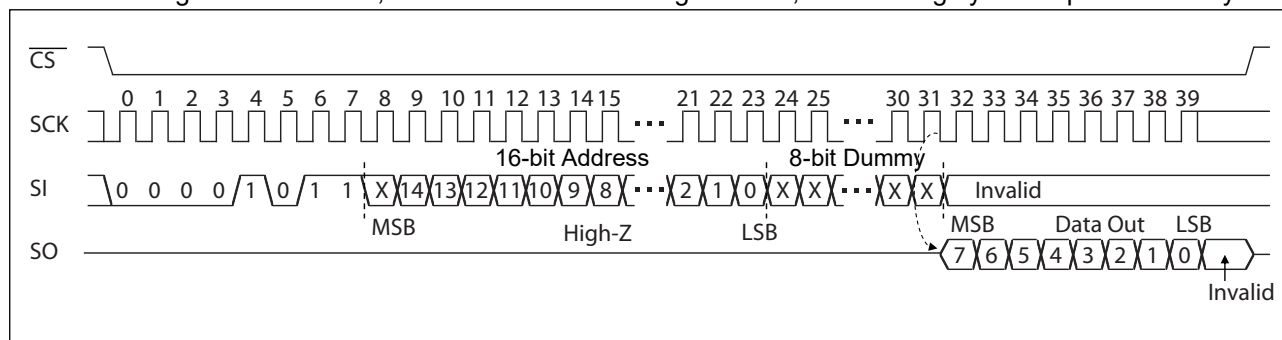 CS
0 1 2 3 4 5 6 7 8 9 10 11 12 13 14 15 21 22 23 24 25 30 31 32 33 34 35 36 37 38 39
SCK
16-bit Address 8-bit Dummy
SI 0 0 0 0 1 0 1 1 X 14 13 12 11 10 9 8 2 1 0 X X X X Invalid
MSB High-Z LSB MSB Data Out LSB
SO 7 6 5 4 3 2 1 0
Invalid